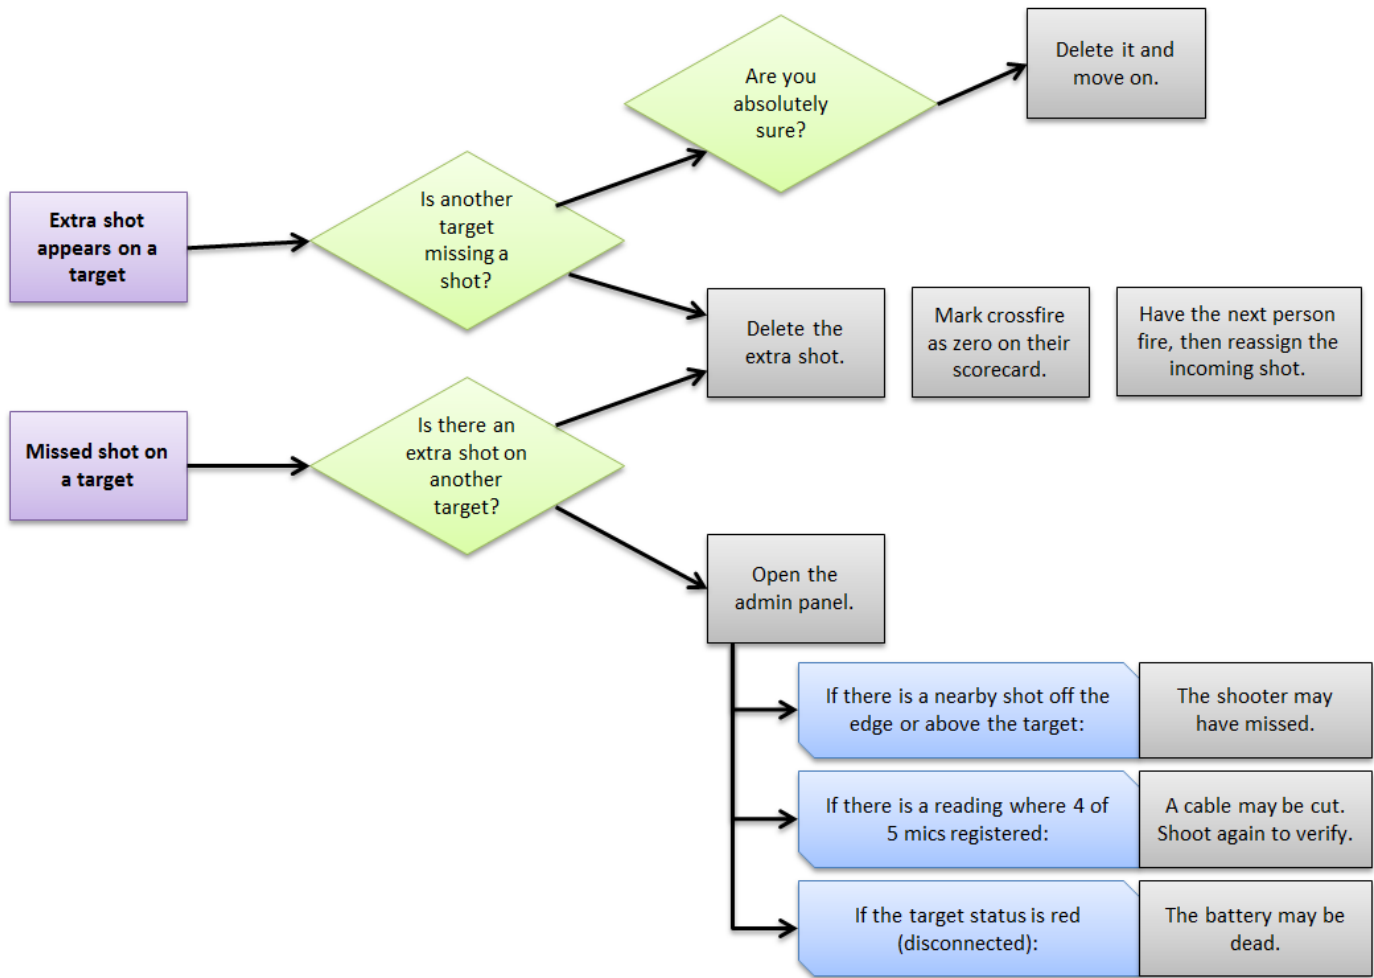 Are you
absolutely
sure?
Delete it and
move on.
Extra shot
appears on a
target
Is another
target
missing a
shot?
Delete the
extra shot.
Mark crossfire
as zero on their
scorecard.
Have the next person
fire, then reassign the
incoming shot.
Missed shot on
a target
Is there an
extra shot on
another
target?
Open the
admin panel.
If there is a nearby shot off the
edge or above the target:
The shooter may
have missed.
If there is a reading where 4 of
5 mics registered:
A cable may be cut.
Shoot again to verify.
If the target status is red
(disconnected):
The battery may be
dead.